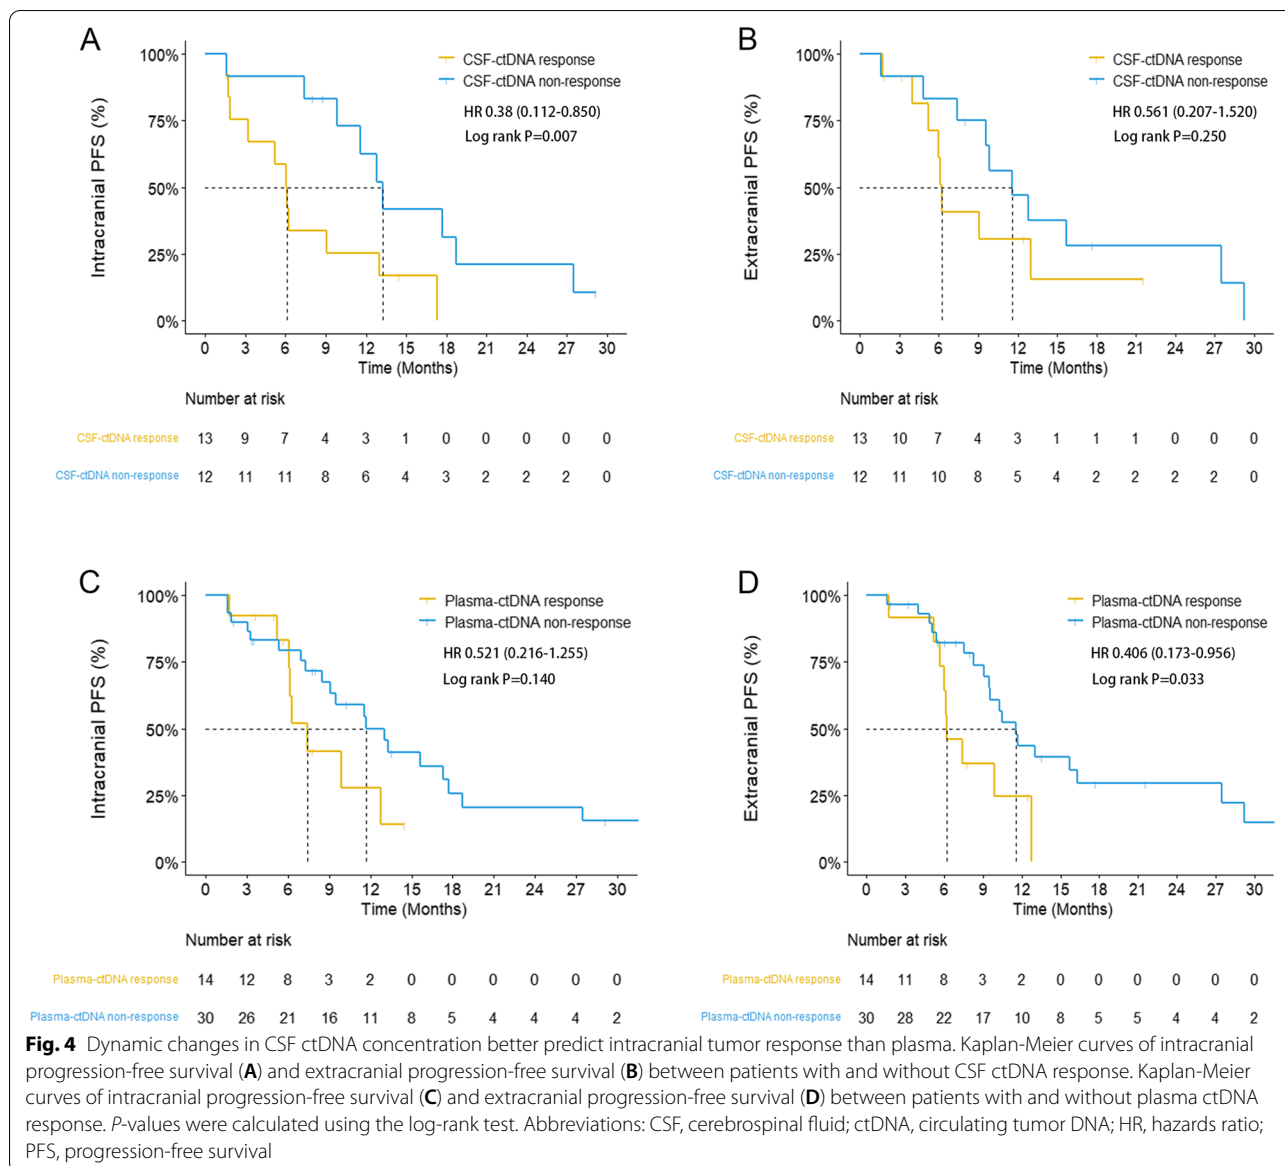 A
100%
75%
50%
25%
0%
Intracranial PFS (%)
CSF-ctDNA response
CSF-ctDNA non-response
HR 0.38 (0.112-0.850)
Log rank P=0.007
0 3 6 9 12 15 18 21 24 27 30
Time (Months)
Number at risk
CSF-ctDNA response 13 9 7 4 3 1 0 0 0 0 0
CSF-ctDNA non-response 12 11 11 8 6 4 3 2 2 2 0
B
100%
75%
50%
25%
0%
Extracranial PFS (%)
CSF-ctDNA response
CSF-ctDNA non-response
HR 0.561 (0.207-1.520)
Log rank P=0.250
0 3 6 9 12 15 18 21 24 27 30
Time (Months)
Number at risk
CSF-ctDNA response 13 10 7 4 3 1 1 1 0 0 0
CSF-ctDNA non-response 12 11 10 8 5 4 2 2 2 2 0
C
100%
75%
50%
25%
0%
Intracranial PFS (%)
Plasma-ctDNA response
Plasma-ctDNA non-response
HR 0.521 (0.216-1.255)
Log rank P=0.140
0 3 6 9 12 15 18 21 24 27 30
Time (Months)
Number at risk
Plasma-ctDNA response 14 12 8 3 2 0 0 0 0 0 0
Plasma-ctDNA non-response 30 26 21 16 11 8 5 4 4 4 2
D
100%
75%
50%
25%
0%
Extracranial PFS (%)
Plasma-ctDNA response
Plasma-ctDNA non-response
HR 0.406 (0.173-0.956)
Log rank P=0.033
0 3 6 9 12 15 18 21 24 27 30
Time (Months)
Number at risk
Plasma-ctDNA response 14 11 8 3 2 0 0 0 0 0 0
Plasma-ctDNA non-response 30 28 22 17 10 8 5 5 4 4 2
Fig. 4 Dynamic changes in CSF ctDNA concentration better predict intracranial tumor response than plasma. Kaplan-Meier curves of intracranial
progression-free survival (A) and extracranial progression-free survival (B) between patients with and without CSF ctDNA response. Kaplan-Meier
curves of intracranial progression-free survival (C) and extracranial progression-free survival (D) between patients with and without plasma ctDNA
response. P-values were calculated using the log-rank test. Abbreviations: CSF, cerebrospinal fluid; ctDNA, circulating tumor DNA; HR, hazards ratio;
PFS, progression-free survival